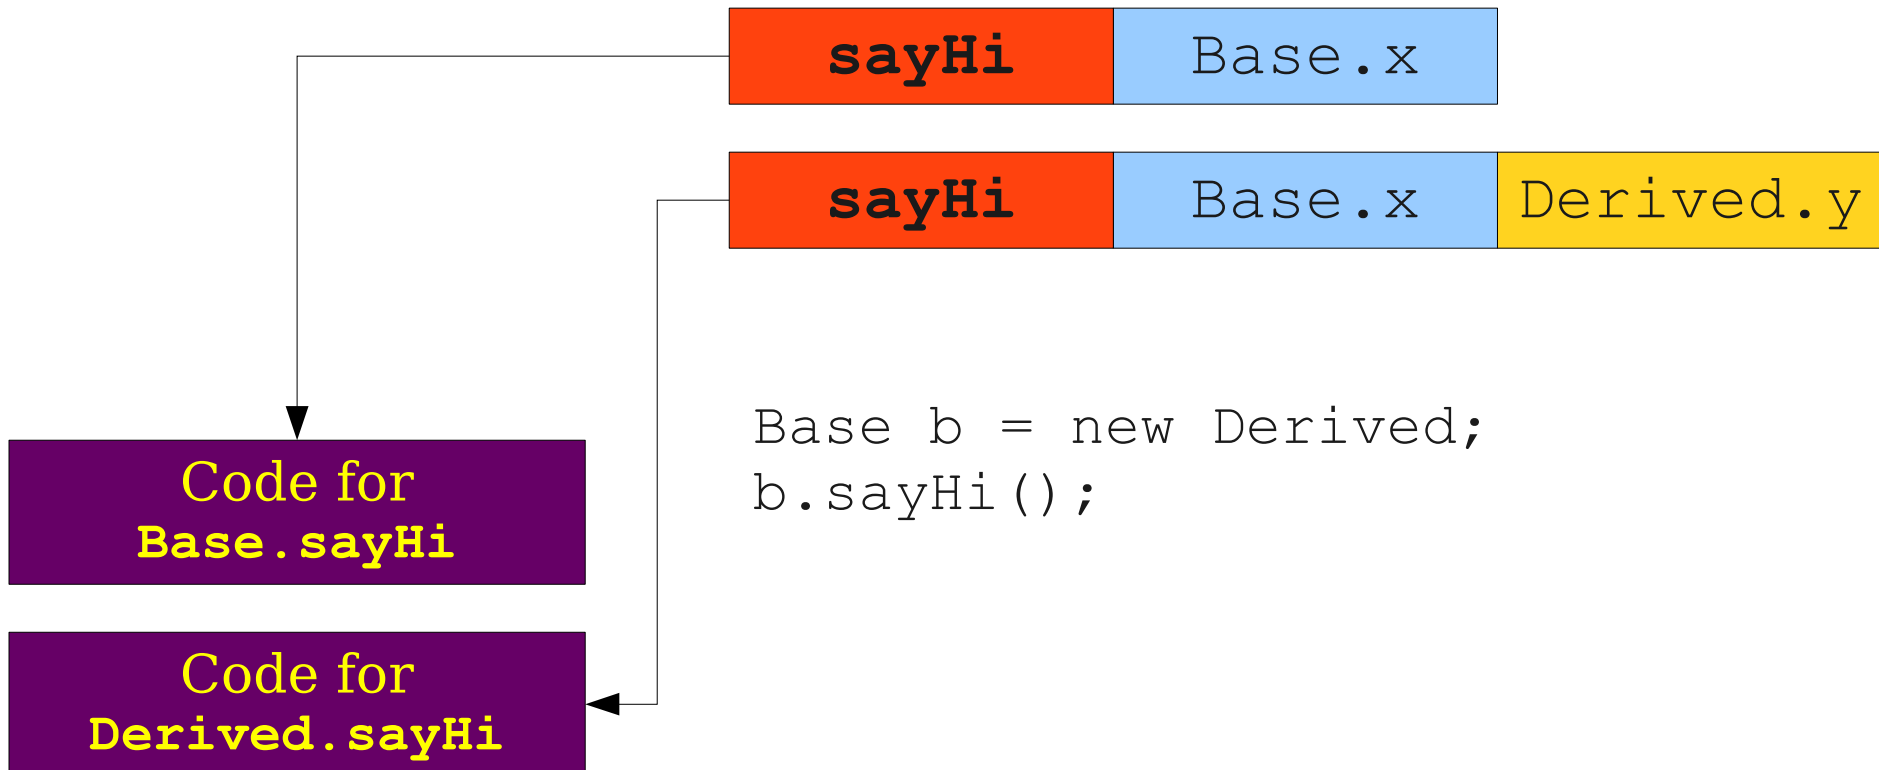 sayHi Base.x
sayHi Base.x Derived.y
Base b = new Derived;
b.sayHi();
Code for
Base.sayHi
Code for
Derived.sayHi